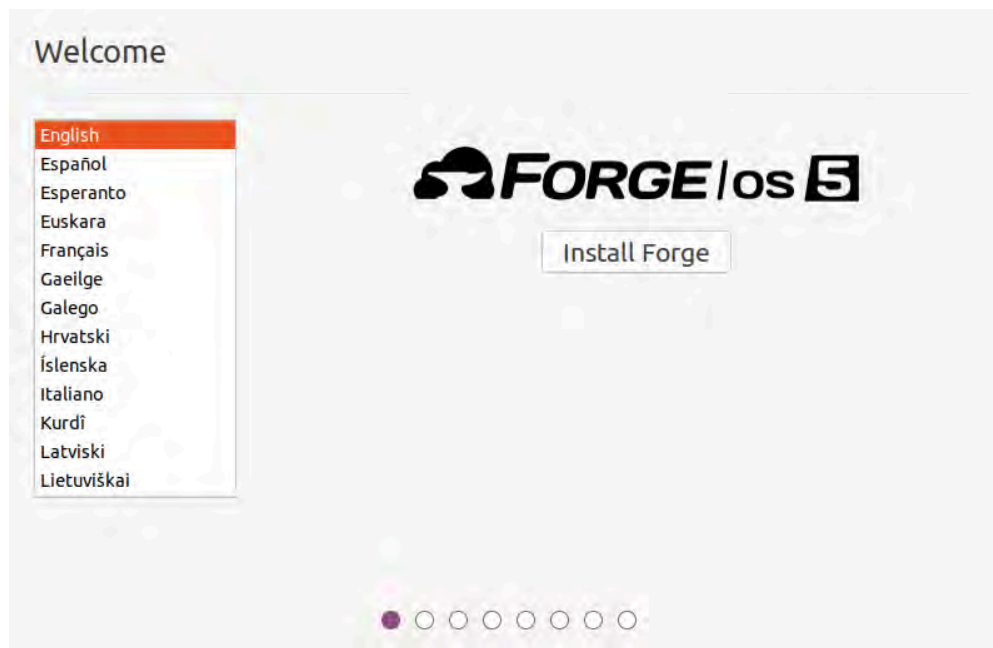 Welcome
English
Español
Esperanto
Euskara
Français
Gaeilge
Galego
Hrvatski
Íslenska
Italiano
Kurdî
Latviski
Lietuviškai
FORGE/os 5
Install Forge